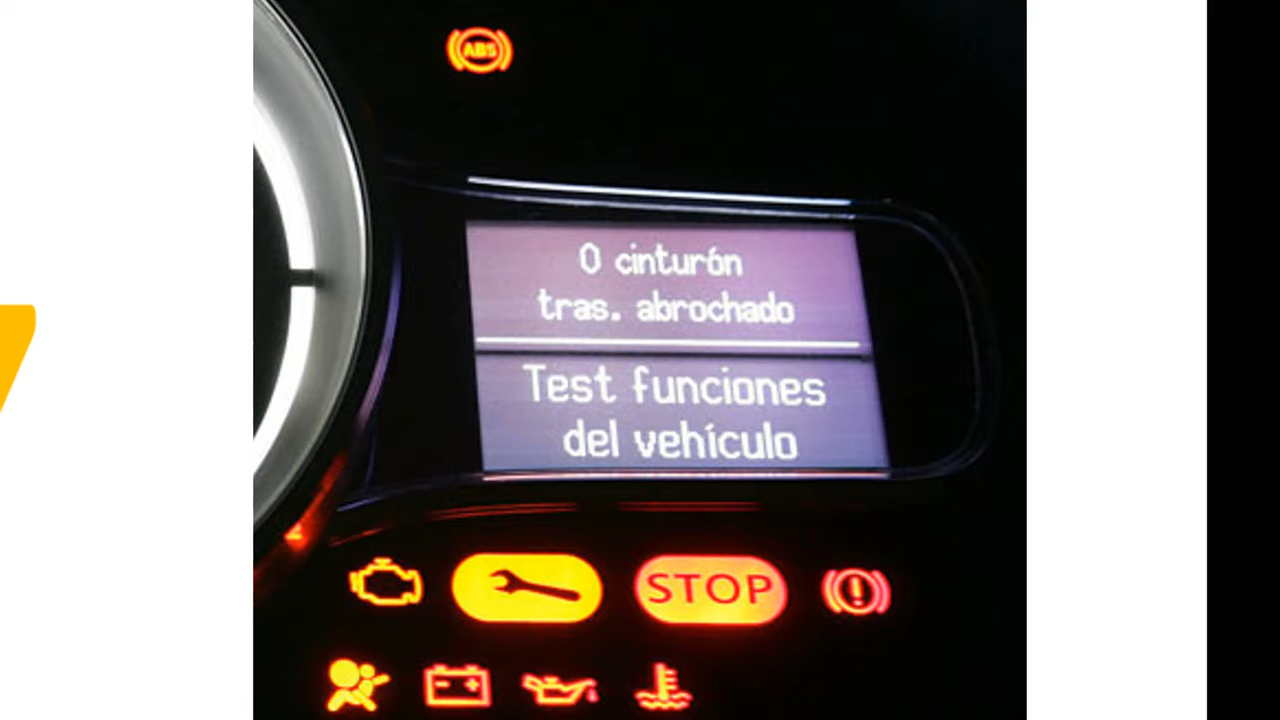 ABS
0 cinturón
tras. abrochado
Test funciones
del vehículo
STOP